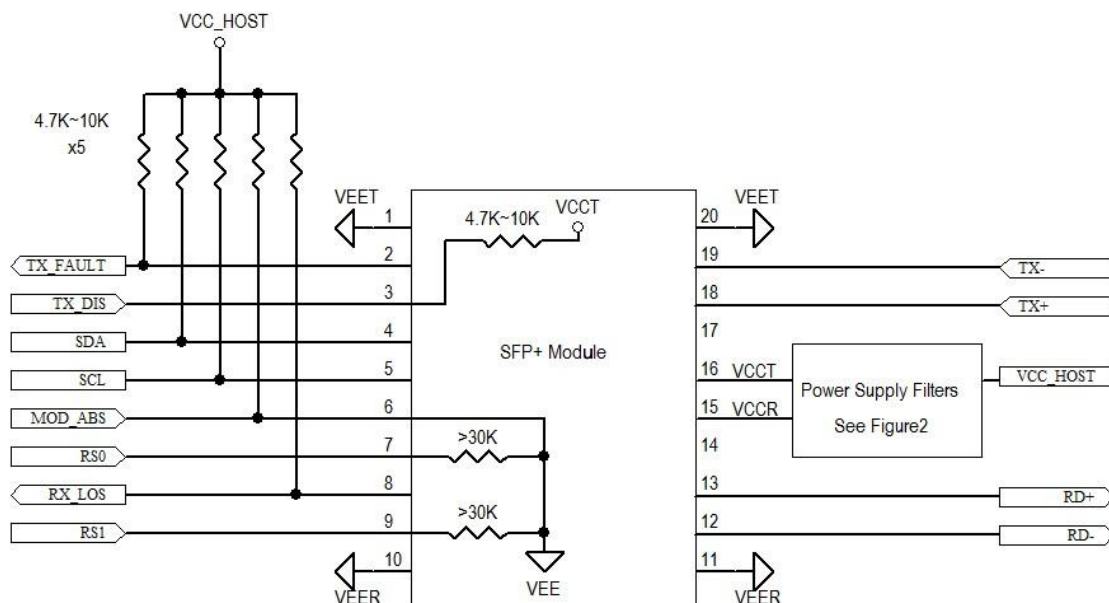 VCC_HOST
4.7K~10K
x5
VEET
1
4.7K~10K
VCCT
20
VEET
TX_FAULT
2
19
TX-
TX_DIS
3
18
TX+
SDA
4
17
SFP+ Module
SCL
5
16
VCCT
Power Supply Filters
See Figure2
VCC_HOST
MOD_ABS
6
15
VCCR
RS0
7
>30K
14
RX_LOS
8
13
RD+
RS1
9
>30K
12
RD-
10
VEER
VEE
11
VEER